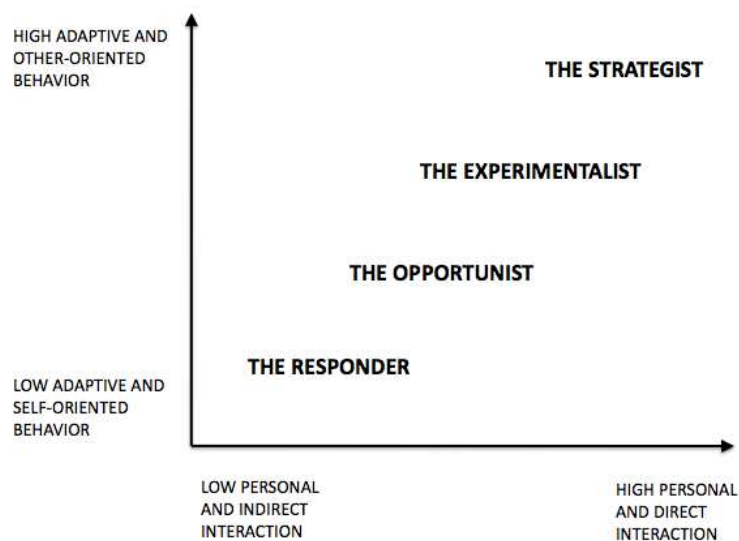 HIGH ADAPTIVE AND
OTHER-ORIENTED
BEHAVIOR
THE STRATEGIST
THE EXPERIMENTALIST
THE OPPORTUNIST
THE RESPONDER
LOW ADAPTIVE AND
SELF-ORIENTED
BEHAVIOR
LOW PERSONAL
AND INDIRECT
INTERACTION
HIGH PERSONAL
AND DIRECT
INTERACTION